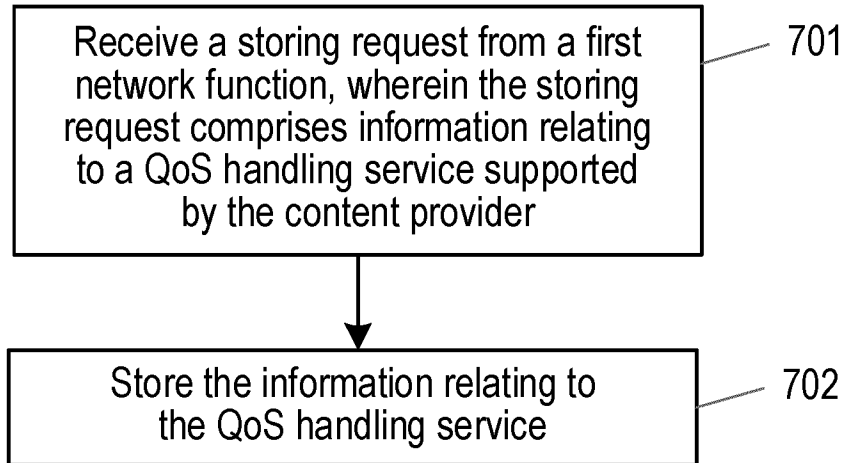 Receive a storing request from a first
network function, wherein the storing
request comprises information relating
to a QoS handling service supported
by the content provider
701
Store the information relating to
the QoS handling service
702